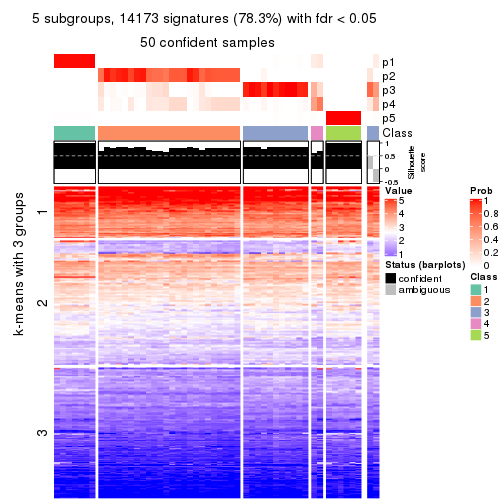 5 subgroups, 14173 signatures (78.3%) with fdr < 0.05
50 confident samples
p1
p2
p3
p4
p5
Class
1
0.5
0
-0.5
Silhouette
score
k-means with 3 groups
1
2
3
Value
5
4
3
2
1
Status (barplots)
confident
ambiguous
Prob
1
0.8
0.6
0.4
0.2
0
Class
1
2
3
4
5